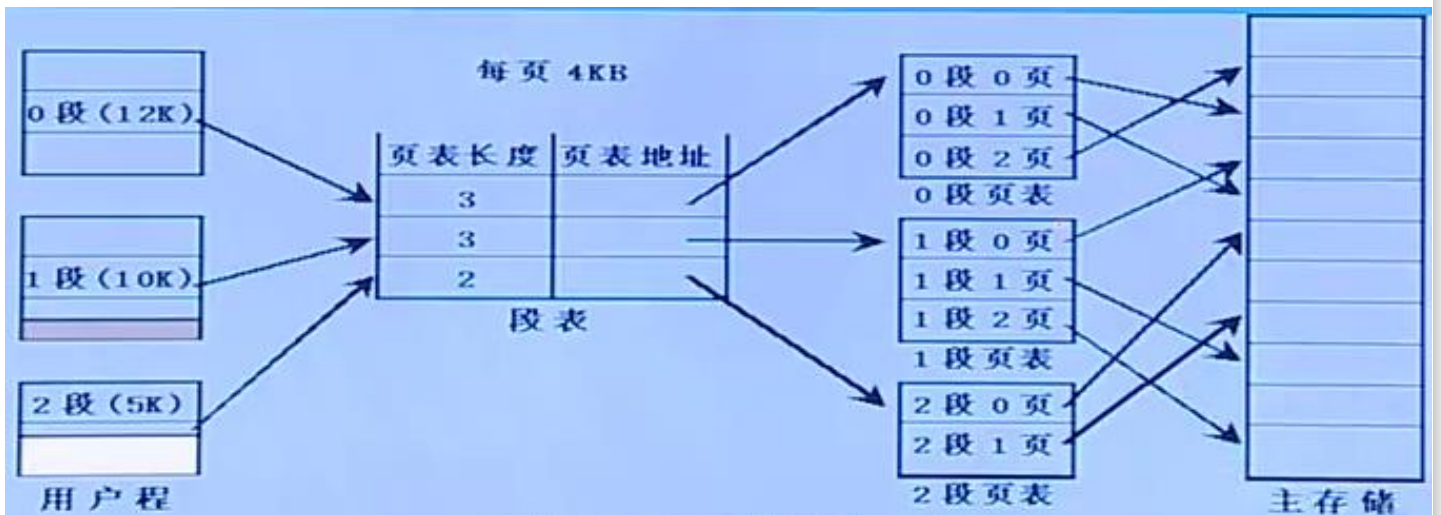 每页 4KB
0段(12K)
1段(10K)
2段(5K)
用户程
页表长度 页表地址
3
3
2
段表
0段0页
0段1页
0段2页
0段页表
1段0页
1段1页
1段2页
1段页表
2段0页
2段1页
2段页表
主存储